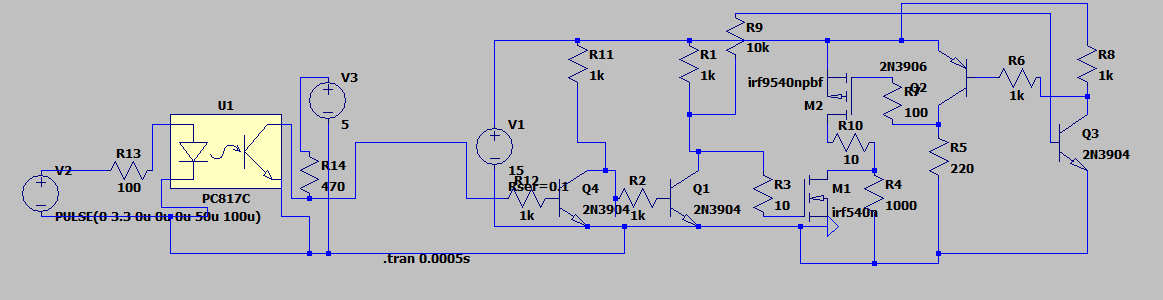 R9
10k
R11
1k
R1
1k
2N3906
Q2
R6
1k
R8
1k
V3
5
irf9540npbf
M2
R7
100
U1
V1
15
Rser=0.1
R10
10
Q3
2N3904
R13
100
V2
PULSE(0 3.3 0u 0u 0u 50u 100u)
PC817C
R14
470
R5
220
R12
1k
Q4
2N3904
R2
1k
Q1
2N3904
R3
10
M1
irf540n
R4
1000
.tran 0.0005s